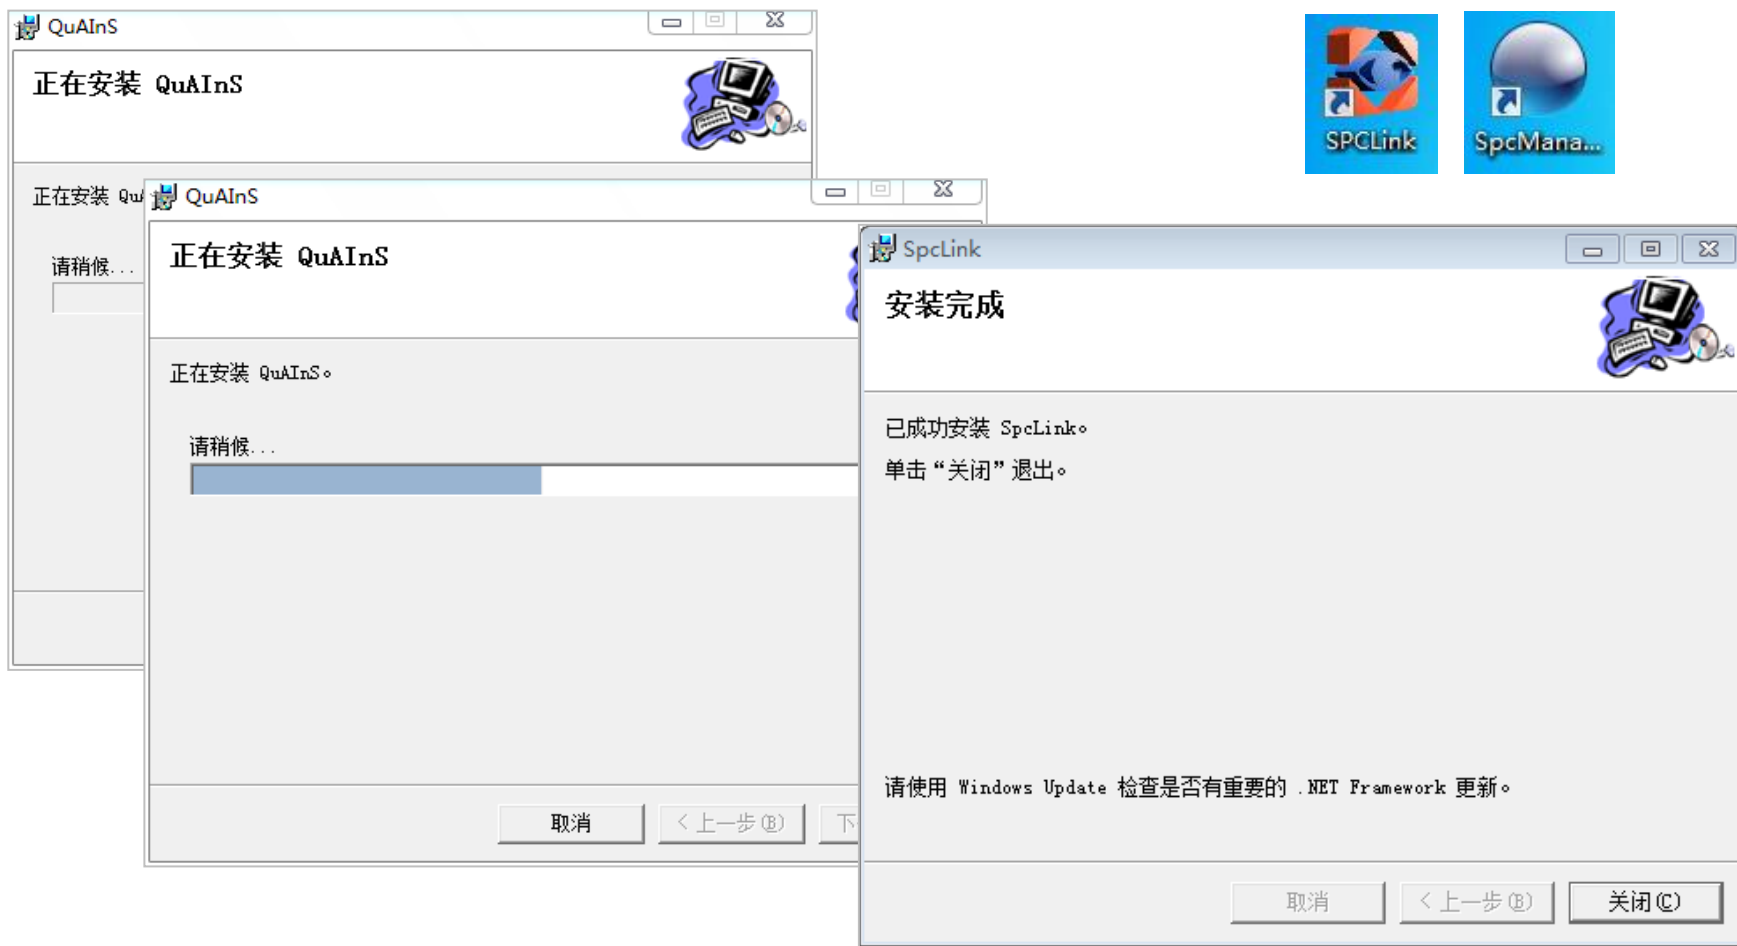 QuAInS
正在安装 QuAInS
正在安装
请稍候...
QuAInS
正在安装 QuAInS
正在安装 QuAInS。
请稍候...
取消
< 上一步(B)
下
SPCLink
SpcMana...
SpcLink
安装完成
已成功安装 SpcLink。
单击“关闭”退出。
请使用 Windows Update 检查是否有重要的 .NET Framework 更新。
取消
< 上一步(B)
关闭(C)